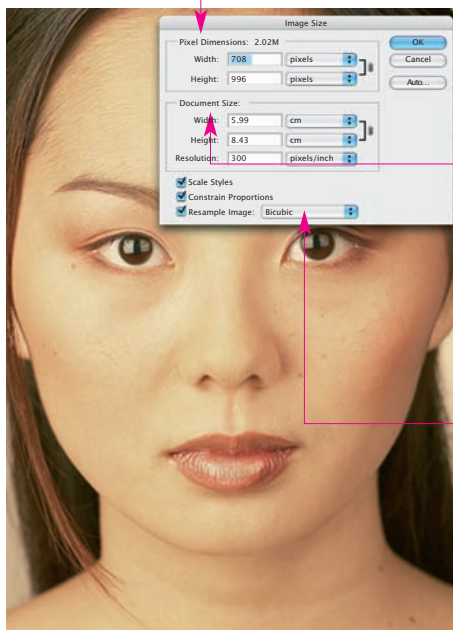 Image Size
Pixel Dimensions: 2.02M
OK
Width: 708 pixels
Cancel
Height: 996 pixels
Auto...
Document Size:
Width: 5.99 cm
Height: 8.43 cm
Resolution: 300 pixels/inch
Scale Styles
Constrain Proportions
Resample Image: Bicubic